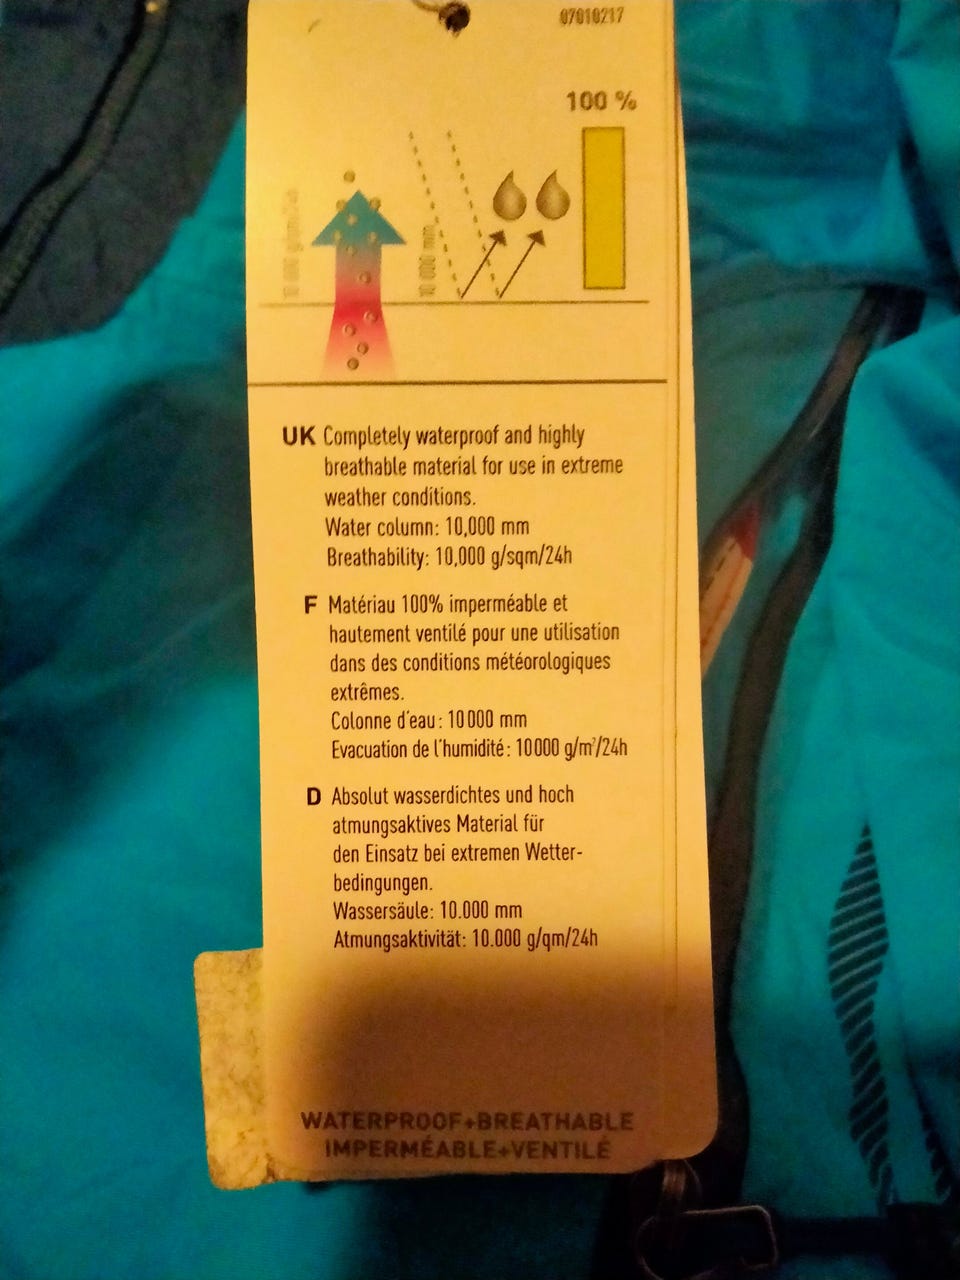 07010217
100 %
10 000 g/qm/24h
10 000 mm
UK Completely waterproof and highly
breathable material for use in extreme
weather conditions.
Water column: 10,000 mm
Breathability: 10,000 g/sqm/24h
F Matériau 100% imperméable et
hautement ventilé pour une utilisation
dans des conditions météorologiques
extrêmes.
Colonne d'eau: 10 000 mm
Evacuation de l'humidité: 10 000 g/m²/24h
D Absolut wasserdichtes und hoch
atmungsaktives Material für
den Einsatz bei extremen Wetter-
bedingungen.
Wassersäule: 10.000 mm
Atmungsaktivität: 10.000 g/qm/24h
WATERPROOF+BREATHABLE
IMPERMÉABLE+VENTILÉ